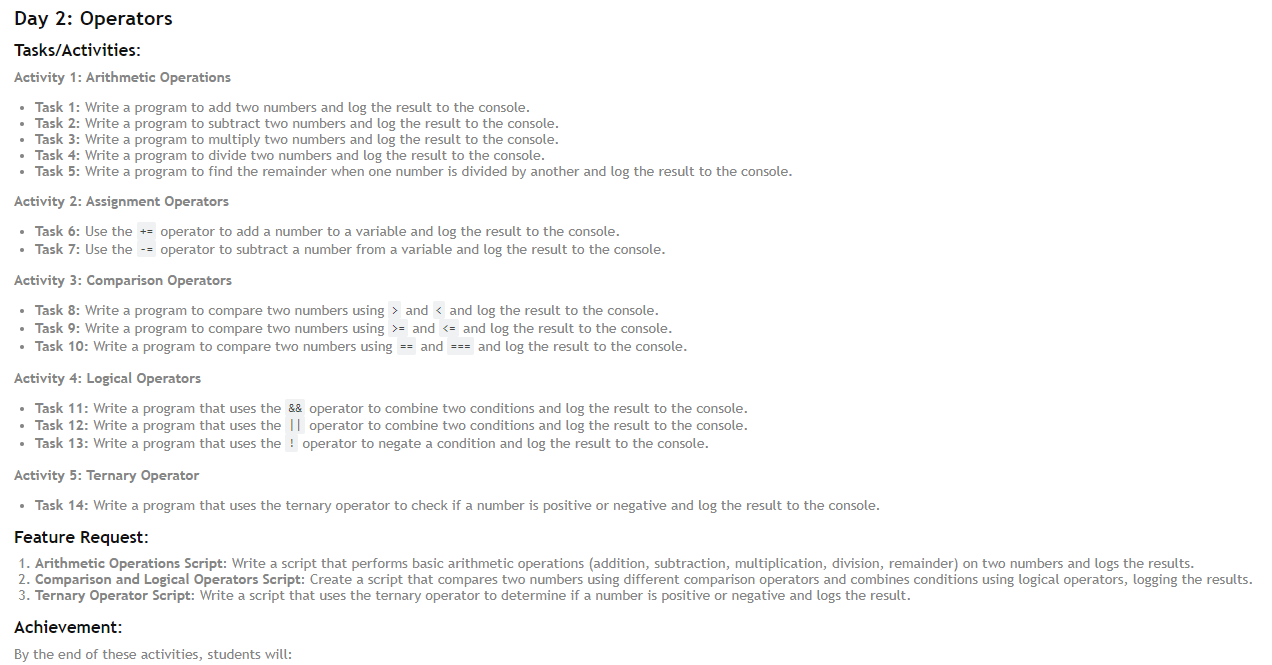 Day 2: Operators
Tasks/Activities:
Activity 1: Arithmetic Operations
• Task 1: Write a program to add two numbers and log the result to the console.
• Task 2: Write a program to subtract two numbers and log the result to the console.
• Task 3: Write a program to multiply two numbers and log the result to the console.
• Task 4: Write a program to divide two numbers and log the result to the console.
• Task 5: Write a program to find the remainder when one number is divided by another and log the result to the console.
Activity 2: Assignment Operators
• Task 6: Use the += operator to add a number to a variable and log the result to the console.
• Task 7: Use the -= operator to subtract a number from a variable and log the result to the console.
Activity 3: Comparison Operators
• Task 8: Write a program to compare two numbers using > and < and log the result to the console.
• Task 9: Write a program to compare two numbers using >= and <= and log the result to the console.
• Task 10: Write a program to compare two numbers using == and === and log the result to the console.
Activity 4: Logical Operators
• Task 11: Write a program that uses the && operator to combine two conditions and log the result to the console.
• Task 12: Write a program that uses the || operator to combine two conditions and log the result to the console.
• Task 13: Write a program that uses the ! operator to negate a condition and log the result to the console.
Activity 5: Ternary Operator
• Task 14: Write a program that uses the ternary operator to check if a number is positive or negative and log the result to the console.
Feature Request:
1. Arithmetic Operations Script: Write a script that performs basic arithmetic operations (addition, subtraction, multiplication, division, remainder) on two numbers and logs the results.
2. Comparison and Logical Operators Script: Create a script that compares two numbers using different comparison operators and combines conditions using logical operators, logging the results.
3. Ternary Operator Script: Write a script that uses the ternary operator to determine if a number is positive or negative and logs the result.
Achievement:
By the end of these activities, students will: